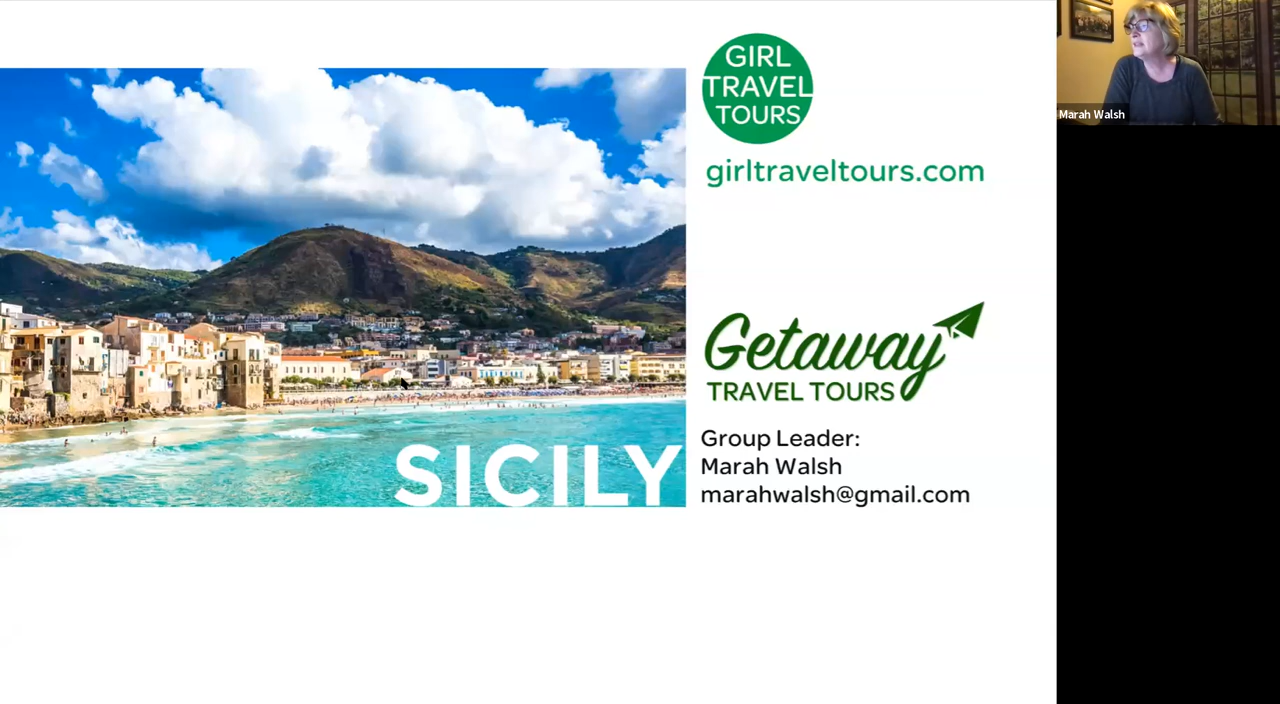 GIRL
TRAVEL
TOURS
girltraveltours.com
SICILY
Getaway
TRAVEL TOURS
Group Leader:
Marah Walsh
marahwalsh@gmail.com
Marah Walsh